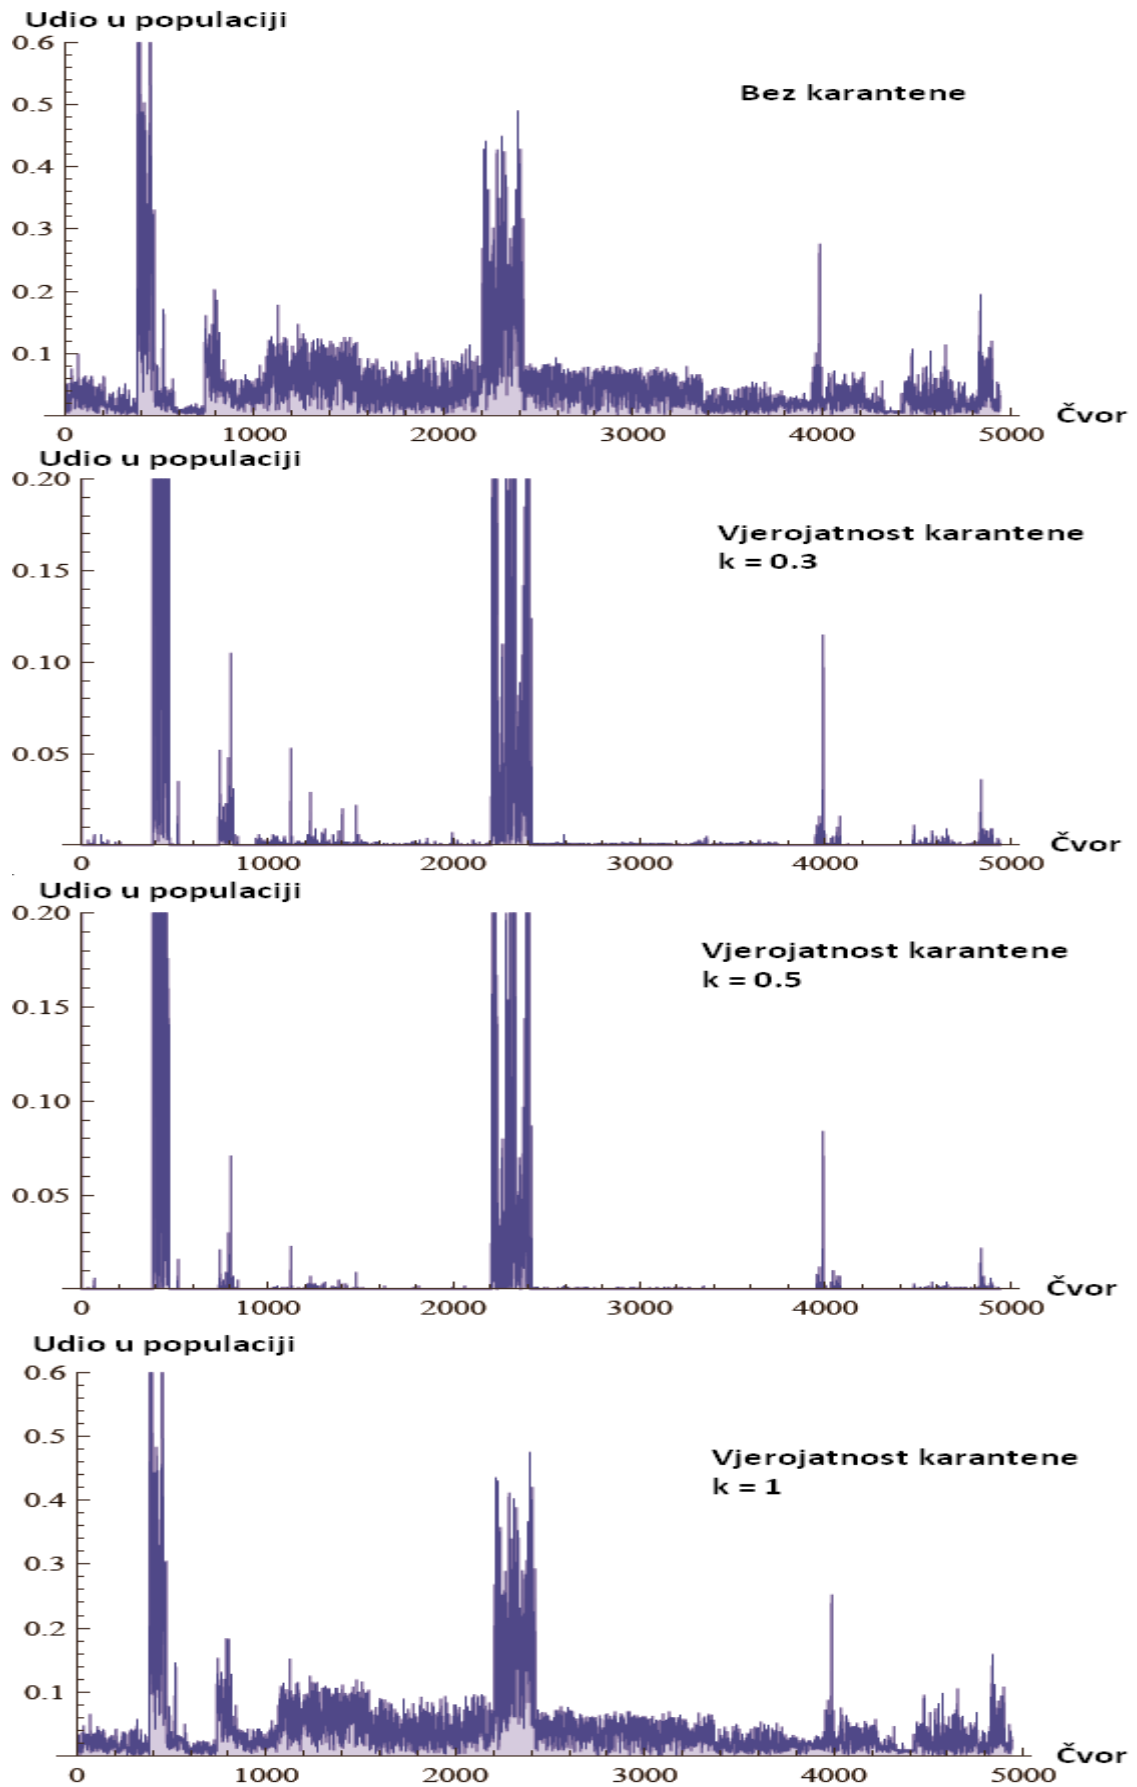 Udio u populaciji
0.6
0.5
Bez karantene
0.4
0.3
0.2
0.1
0 1000 2000 3000 4000 5000 Čvor
Udio u populaciji
0.20
Vjerojatnost karantene
k = 0.3
0.15
0.10
0.05
0 1000 2000 3000 4000 5000 Čvor
Udio u populaciji
0.20
Vjerojatnost karantene
k = 0.5
0.15
0.10
0.05
0 1000 2000 3000 4000 5000 Čvor
Udio u populaciji
0.6
0.5
Vjerojatnost karantene
k = 1
0.4
0.3
0.2
0.1
0 1000 2000 3000 4000 5000 Čvor